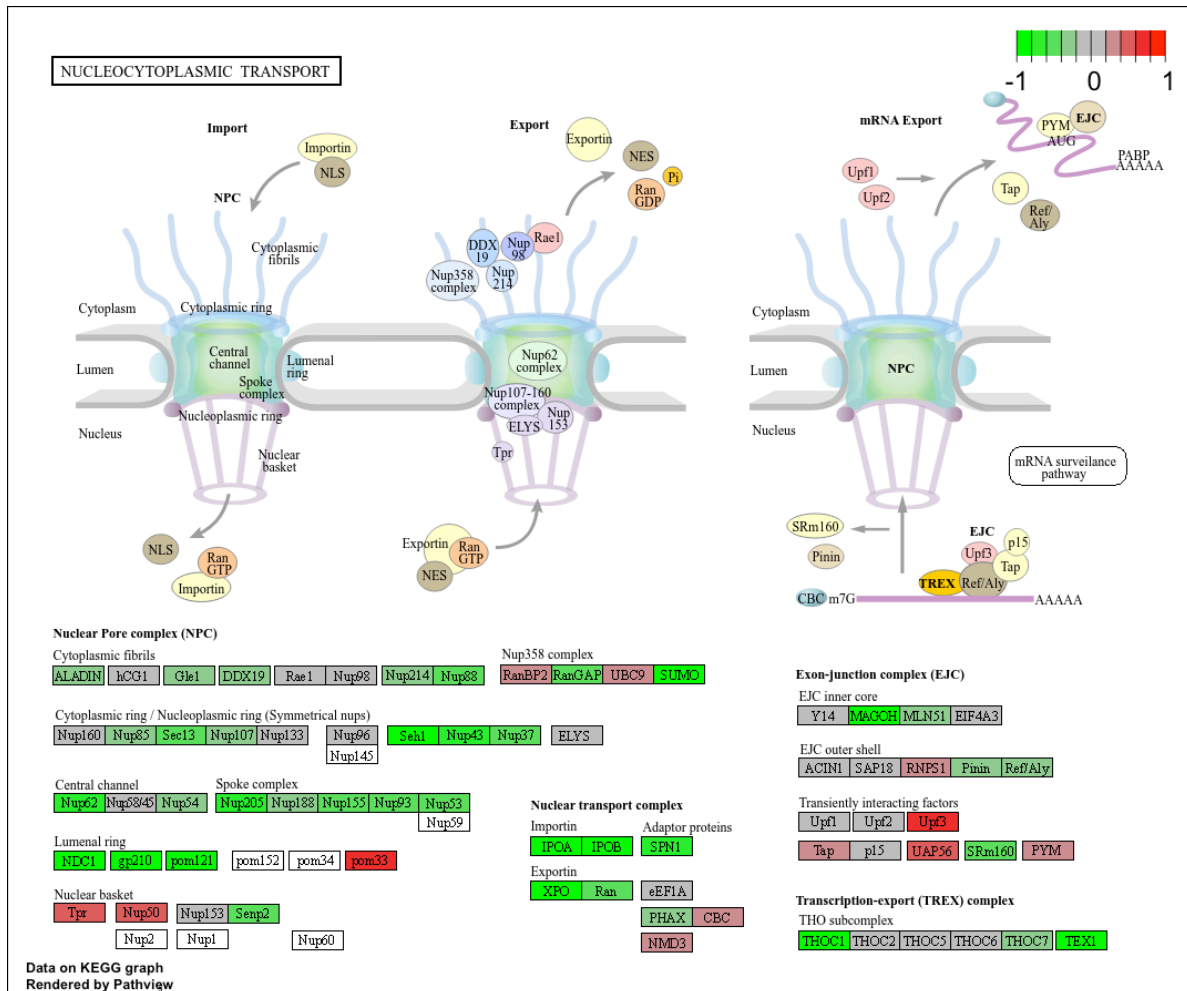 NUCLEOCYTOPLASMIC TRANSPORT
-1 0 1
Import
Importin
NLS
NPC
Cytoplasmic
fibrils
Cytoplasm
Cytoplasmic ring
Central
channel
Lumenal
ring
Lumen
Spoke
complex
Nucleoplasmic ring
Nucleus
Nuclear
basket
NLS
Ran
GTP
Importin
Export
Exportin
NES
Pi
Ran
GDP
DDX
19
Nup
98
Rae1
Nup358
complex
Nup
214
Nup62
complex
Nup107-160
complex
Nup
153
ELYS
Tpr
Exportin
Ran
GTP
NES
mRNA Export
PYM
EJC
AUG
PABP
AAAAA
Upf1
Upf2
Tap
Ref/
Aly
Cytoplasm
Lumen
NPC
Nucleus
mRNA surveilance
pathway
SRm160
Pinin
EJC
p15
Upf3
Tap
TREX
Ref/Aly
CBC m7G
AAAAA
Nuclear Pore complex (NPC)
Cytoplasmic fibrils
ALADIN hCG1 Gle1 DDX19 Rae1 Nup98 Nup214 Nup88
Nup358 complex
RanBP2 RanGAP UBC9 SUMO
Cytoplasmic ring / Nucleoplasmic ring (Symmetrical nups)
Nup160 Nup85 Sec13 Nup107 Nup133 Nup96 Seh1 Nup43 Nup37 ELYS
Nup145
Central channel
Nup62 Nup58/45 Nup54
Spoke complex
Nup205 Nup188 Nup155 Nup93 Nup53
Nup59
Lumenal ring
NDC1 gp210 pom121 pom152 pom34 pom33
Nuclear basket
Tpr Nup50 Nup153 Senp2
Nup2 Nup1 Nup60
Nuclear transport complex
Importin
IPOA IPOB
Adaptor proteins
SPN1
Exportin
XPO Ran
eEF1A
PHAX CBC
NMD3
Exon-junction complex (EJC)
EJC inner core
Y14 MAGOH MLN51 EIF4A3
EJC outer shell
ACIN1 SAP18 RNPS1 Pinin Ref/Aly
Transiently interacting factors
Upf1 Upf2 Upf3
Tap p15 UAP56 SRm160 PYM
Transcription-export (TREX) complex
THO subcomplex
THOC1 THOC2 THOC5 THOC6 THOC7 TEX1
Data on KEGG graph
Rendered by Pathview